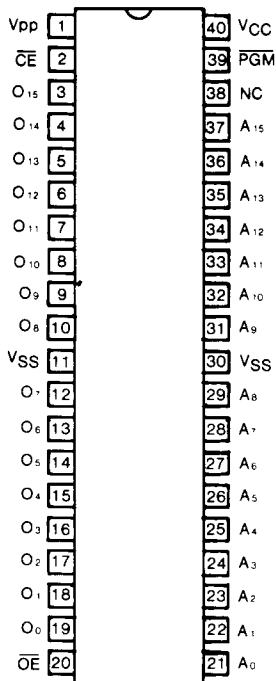 Vpp 1 40 VCC
C̅E̅ 2 39 P̅G̅M̅
O15 3 38 NC
O14 4 37 A15
O13 5 36 A14
O12 6 35 A13
O11 7 34 A12
O10 8 33 A11
O9 9 32 A10
O8 10 31 A9
VSS 11 30 VSS
O7 12 29 A8
O6 13 28 A7
O5 14 27 A6
O4 15 26 A5
O3 16 25 A4
O2 17 24 A3
O1 18 23 A2
O0 19 22 A1
O̅E̅ 20 21 A0